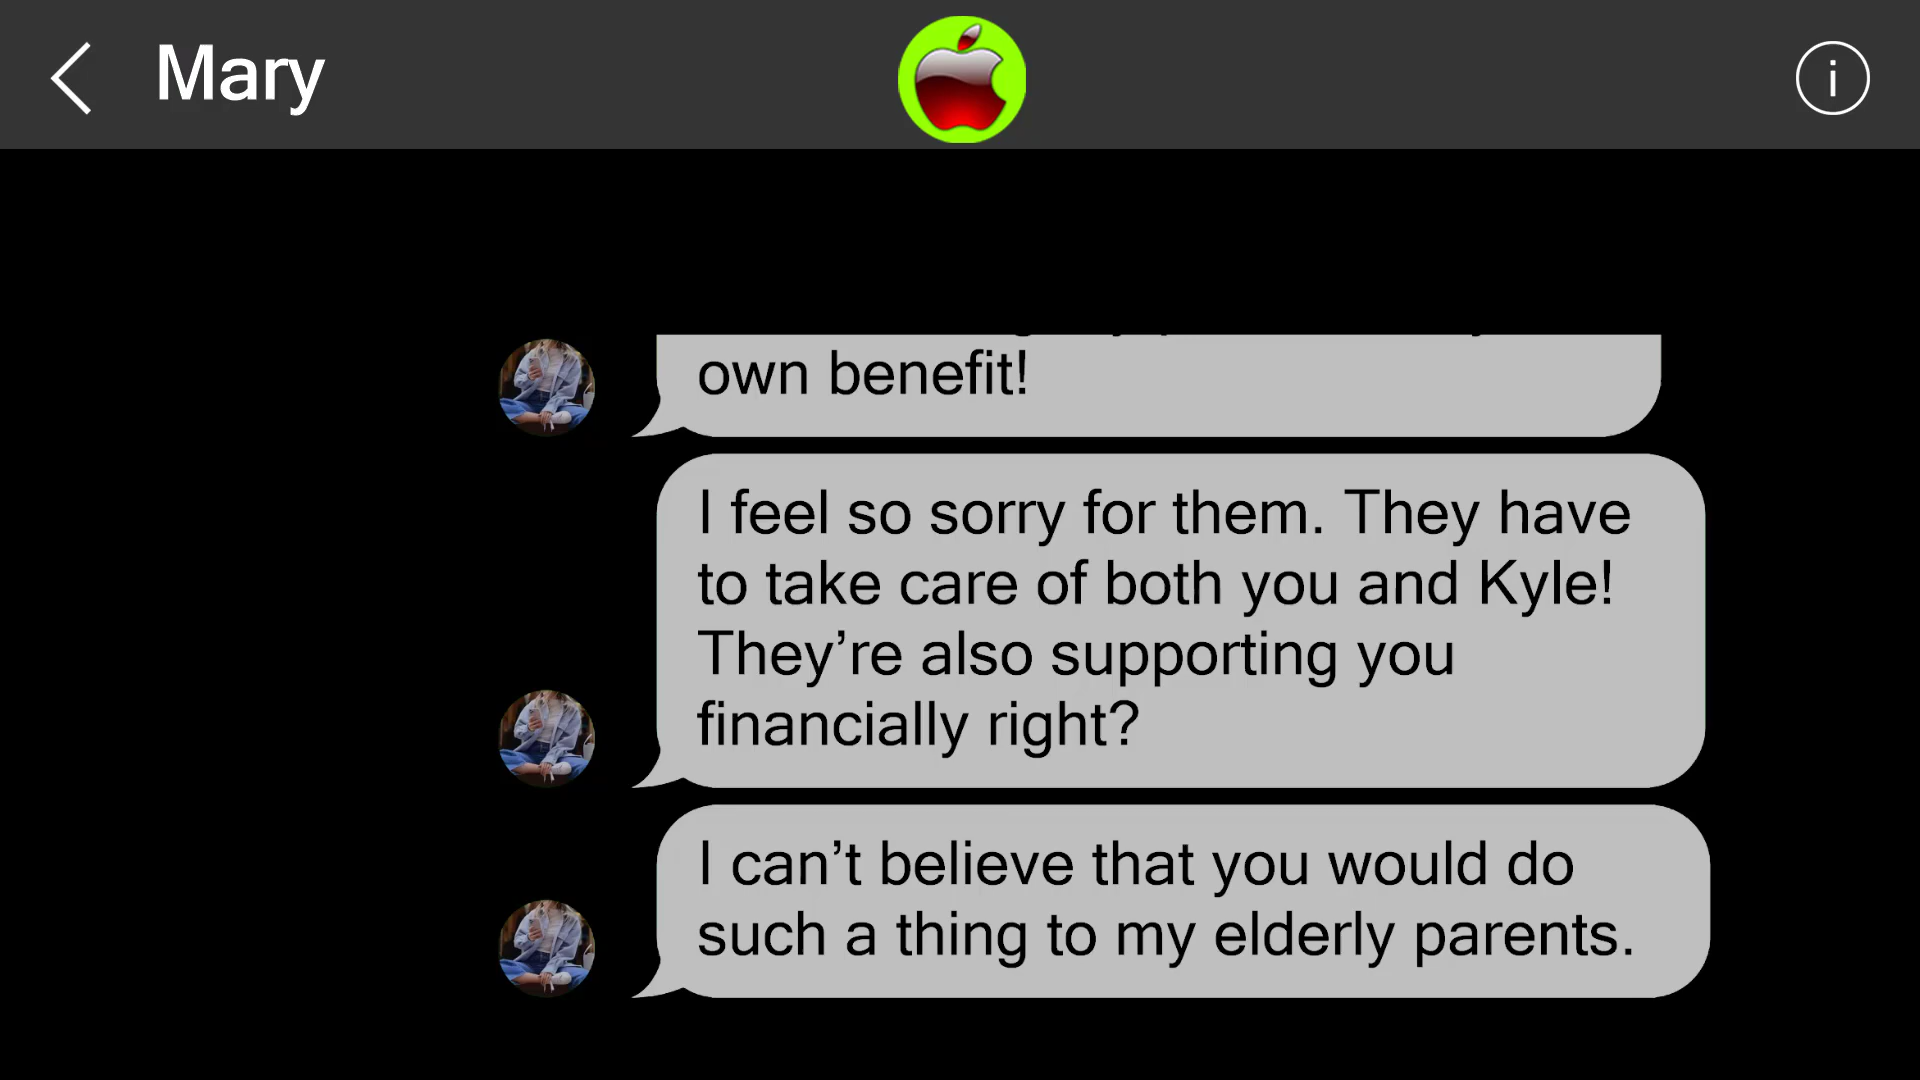 Mary
own benefit!
I feel so sorry for them. They have
to take care of both you and Kyle!
They’re also supporting you
financially right?
I can’t believe that you would do
such a thing to my elderly parents.